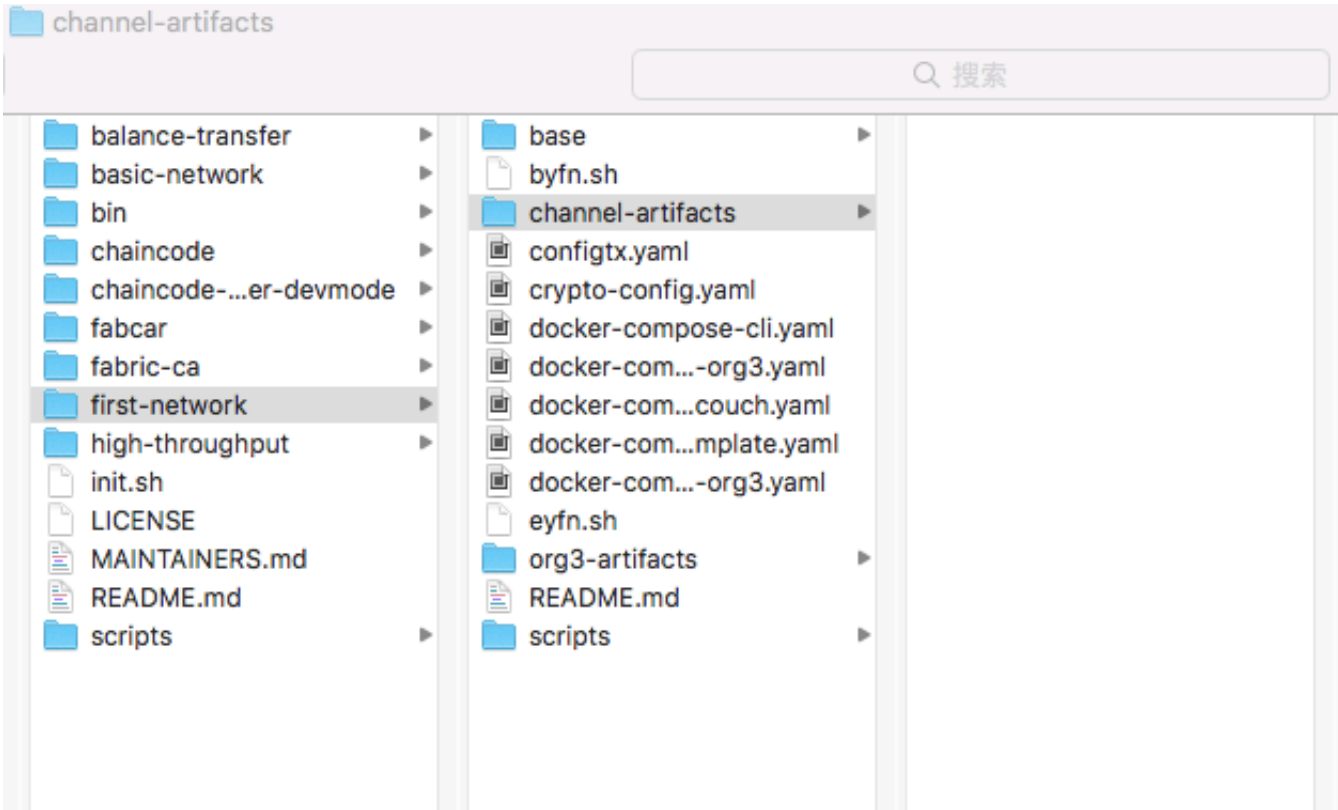 channel-artifacts
搜索
balance-transfer
basic-network
bin
chaincode
chaincode-...er-devmode
fabcar
fabric-ca
first-network
high-throughput
init.sh
LICENSE
MAINTAINERS.md
README.md
scripts
base
byfn.sh
channel-artifacts
configtx.yaml
crypto-config.yaml
docker-compose-cli.yaml
docker-com...-org3.yaml
docker-com...couch.yaml
docker-com...mplate.yaml
docker-com...-org3.yaml
eyfn.sh
org3-artifacts
README.md
scripts